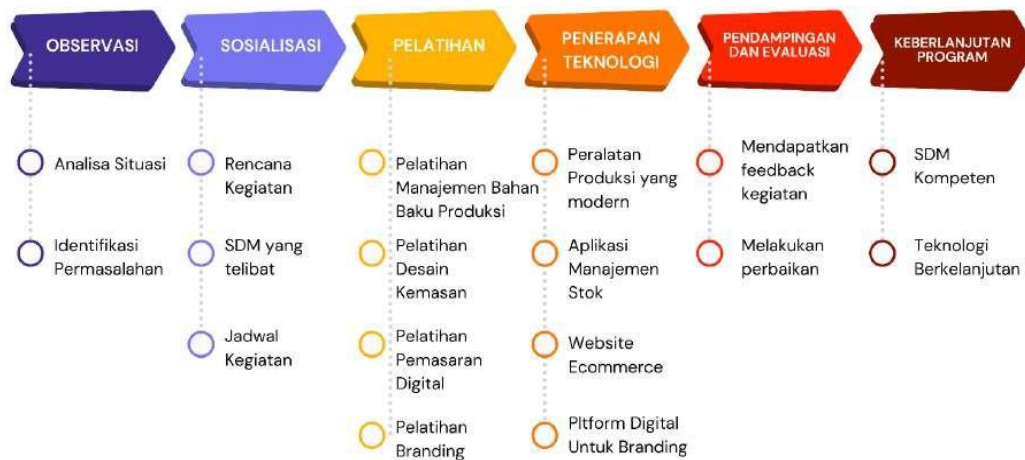 OBSERVASI
SOSIALISASI
PELATIHAN
PENERAPAN
TEKNOLOGI
PENDAMPINGAN
DAN EVALUASI
KEBERLANJUTAN
PROGRAM
Analisa Situasi
Identifikasi
Permasalahan
Rencana
Kegiatan
SDM yang
telibat
Jadwal
Kegiatan
Pelatihan
Manajemen Bahan
Baku Produksi
Pelatihan
Desain
Kemasan
Pelatihan
Pemasaran
Digital
Pelatihan
Branding
Peralatan
Produksi yang
modern
Aplikasi
Manajemen
Stok
Website
Ecommerce
Pltform Digital
Untuk Branding
Mendapatkan
feedback
kegiatan
Melakukan
perbaikan
SDM
Kompeten
Teknologi
Berkelanjutan